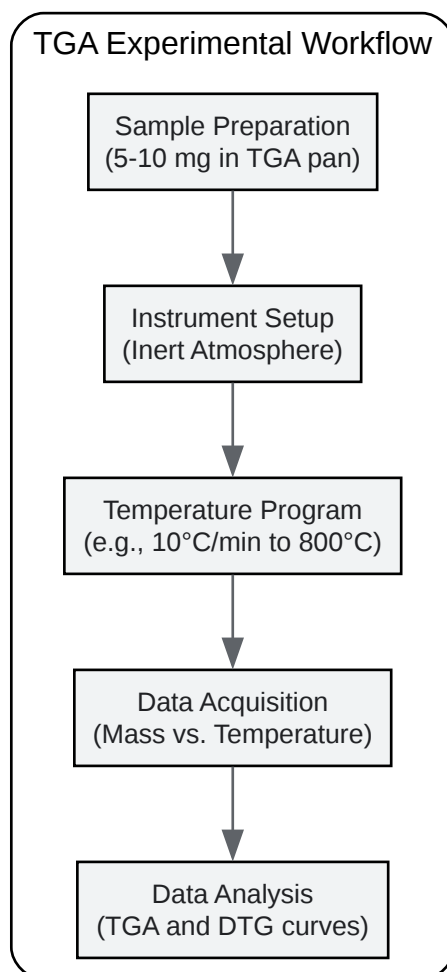 TGA Experimental Workflow
Sample Preparation
(5-10 mg in TGA pan)
Instrument Setup
(Inert Atmosphere)
Temperature Program
(e.g., 10°C/min to 800°C)
Data Acquisition
(Mass vs. Temperature)
Data Analysis
(TGA and DTG curves)